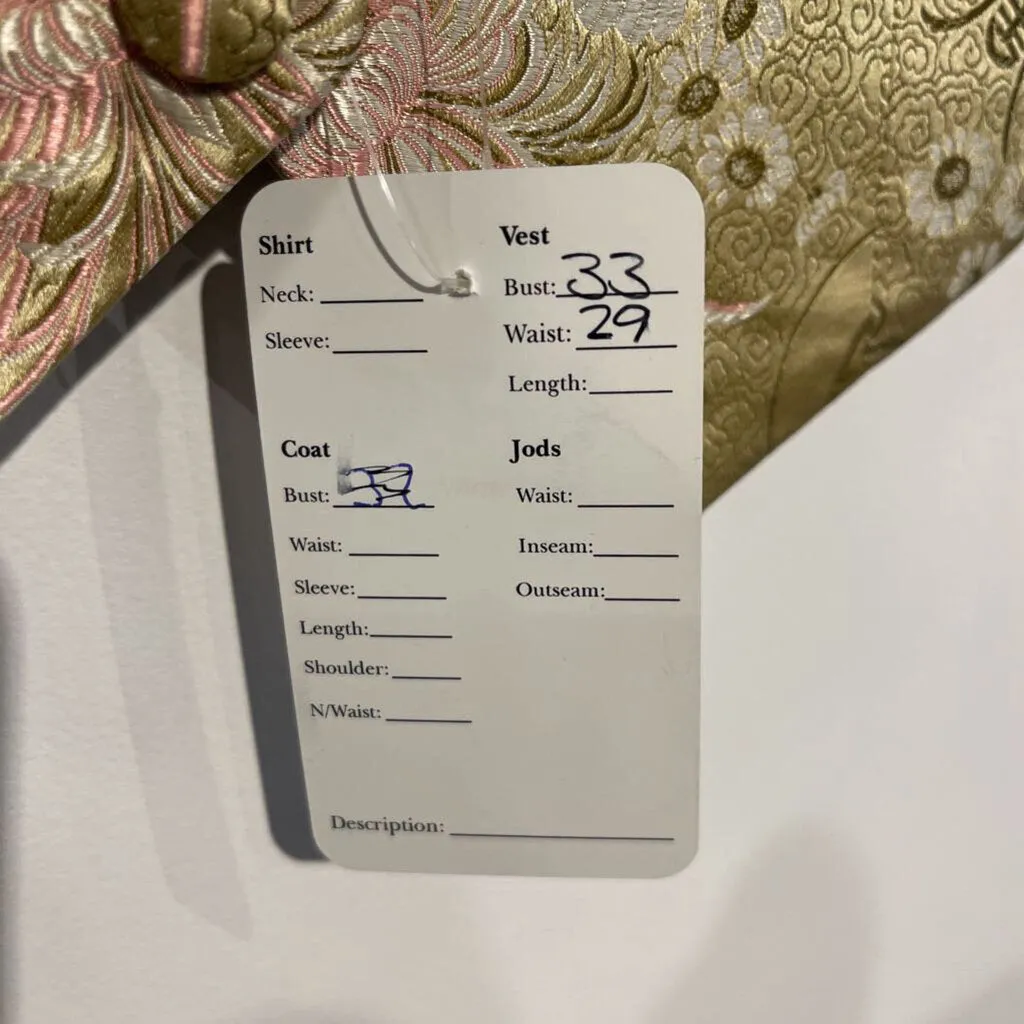 Shirt
Neck:
Sleeve:
Vest
Bust: 33
Waist: 29
Length:
Coat
Bust:
Waist:
Sleeve:
Length:
Shoulder:
N/Waist:
Jods
Waist:
Inseam:
Outseam:
Description: